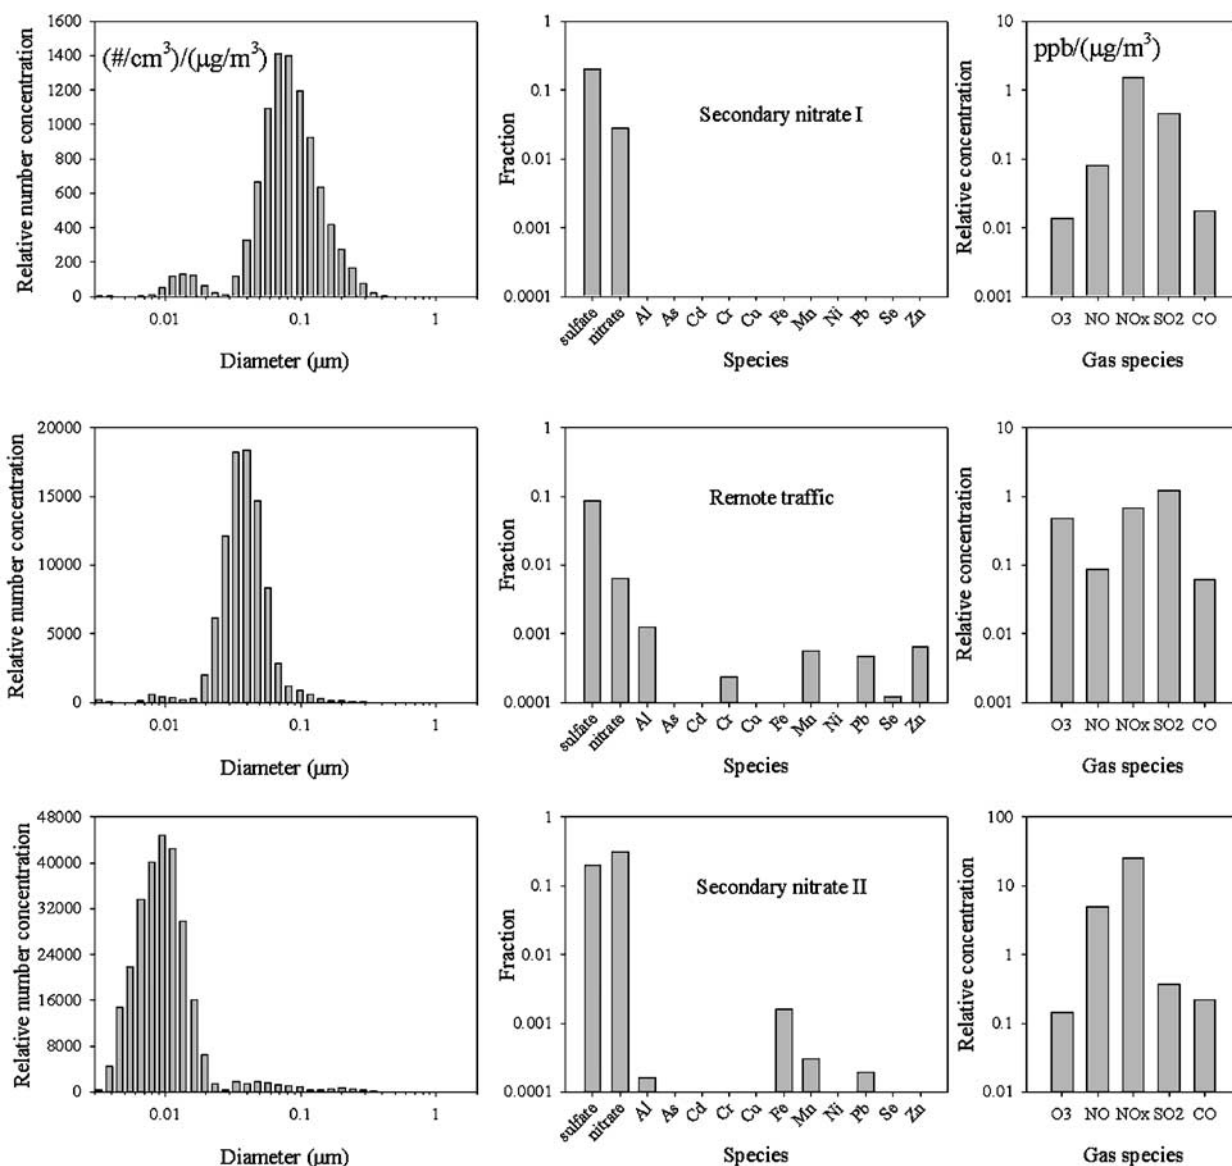 Relative number concentration
1600
1400
1200
1000
800
600
400
200
0
(#/cm³)/(μg/m³)
0.01
0.1
1
Diameter (μm)
Fraction
1
0.1
0.01
0.001
0.0001
Secondary nitrate I
sulfate
nitrate
Al
As
Cd
Cr
Cu
Fe
Mn
Ni
Pb
Se
Zn
Species
Relative concentration
10
1
0.1
0.01
0.001
ppb/(μg/m³)
O3
NO
NOx
SO2
CO
Gas species
Relative number concentration
20000
15000
10000
5000
0
0.01
0.1
1
Diameter (μm)
Fraction
1
0.1
0.01
0.001
0.0001
Remote traffic
sulfate
nitrate
Al
As
Cd
Cr
Cu
Fe
Mn
Ni
Pb
Se
Zn
Species
Relative concentration
10
1
0.1
0.01
0.001
O3
NO
NOx
SO2
CO
Gas species
Relative number concentration
48000
40000
32000
24000
16000
8000
0
0.01
0.1
1
Diameter (μm)
Fraction
1
0.1
0.01
0.001
0.0001
Secondary nitrate II
sulfate
nitrate
Al
As
Cd
Cr
Cu
Fe
Mn
Ni
Pb
Se
Zn
Species
Relative concentration
100
10
1
0.1
0.01
O3
NO
NOx
SO2
CO
Gas species